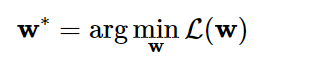 w* = arg min_w ℒ(w)